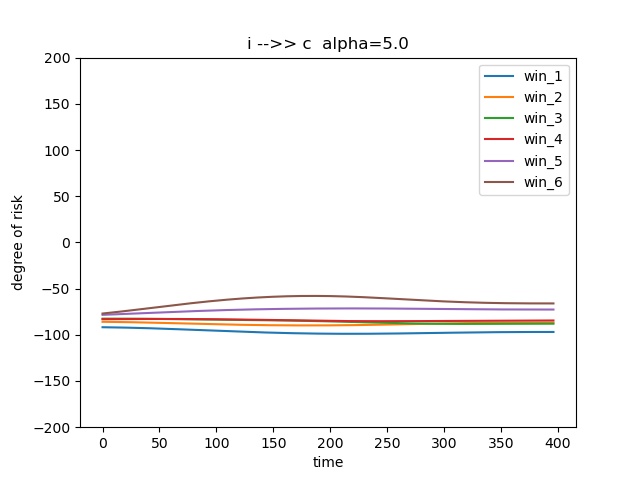 i -->> c  alpha=5.0
200
150
100
50
0
−50
−100
−150
−200
degree of risk
win_1
win_2
win_3
win_4
win_5
win_6
0 50 100 150 200 250 300 350 400
time